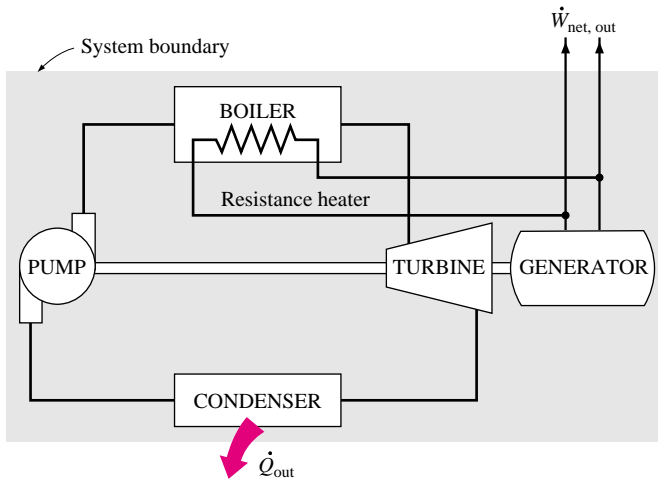 Ẇnet, out
System boundary
BOILER
Resistance heater
PUMP
TURBINE
GENERATOR
CONDENSER
Q̇out